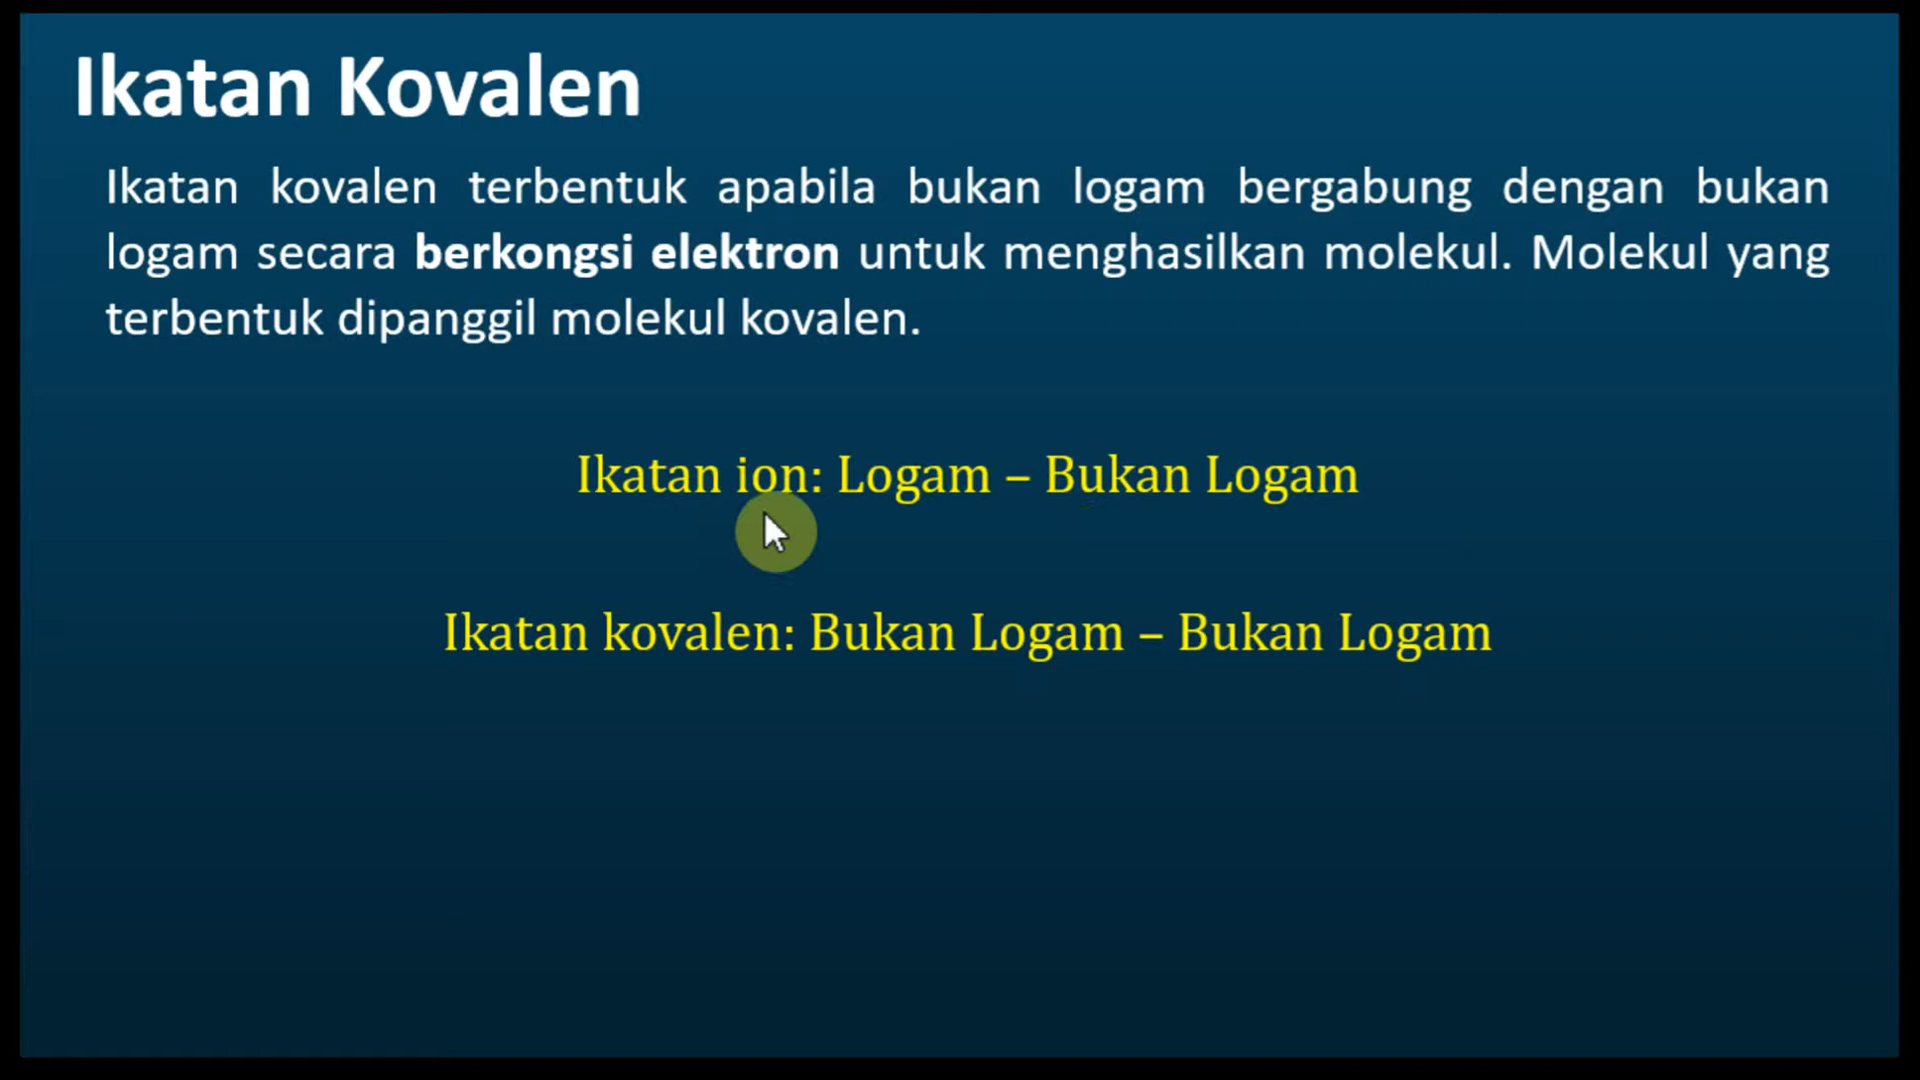 Ikatan Kovalen
Ikatan kovalen terbentuk apabila bukan logam bergabung dengan bukan
logam secara berkongsi elektron untuk menghasilkan molekul. Molekul yang
terbentuk dipanggil molekul kovalen.
Ikatan ion: Logam – Bukan Logam
Ikatan kovalen: Bukan Logam – Bukan Logam